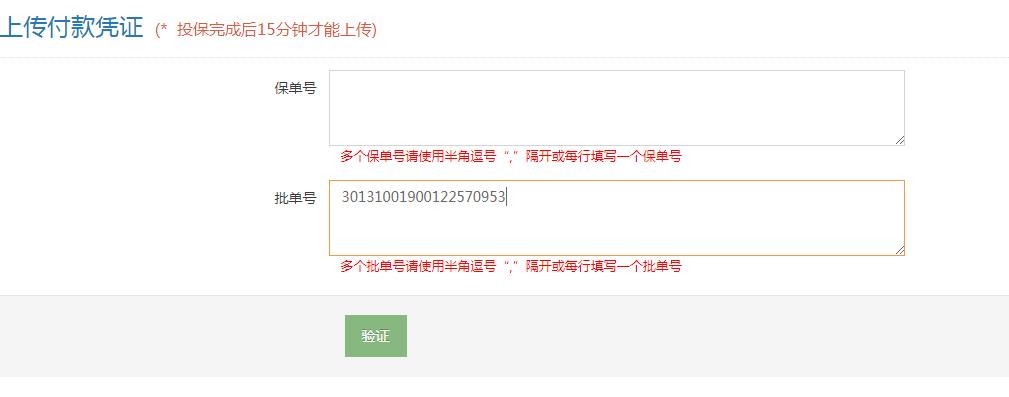 上传付款凭证 (* 投保完成后15分钟才能上传)
保单号
多个保单号请使用半角逗号“,”隔开或每行填写一个保单号
批单号 30131001900122570953
多个批单号请使用半角逗号“,”隔开或每行填写一个批单号
验证